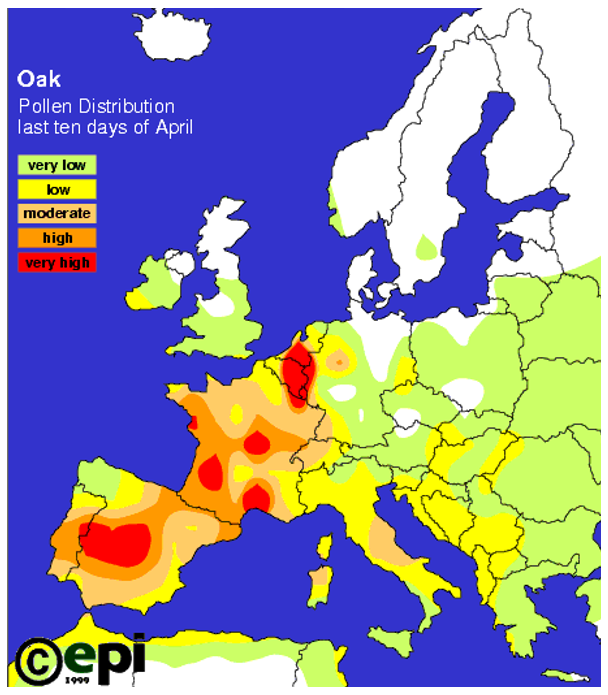 Oak
Pollen Distribution
last ten days of April
very low
low
moderate
high
very high
©epi
1999